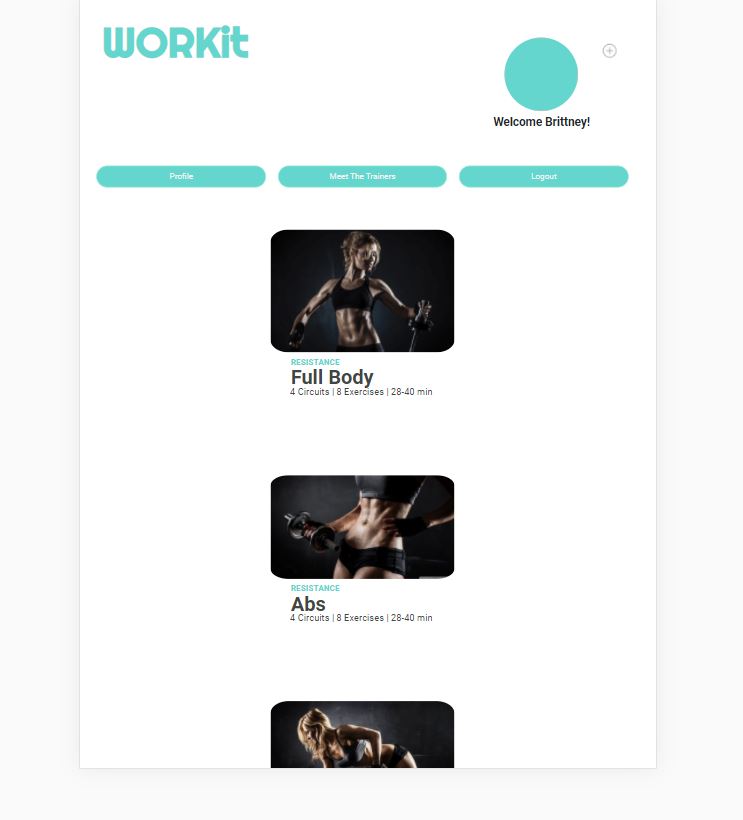 WORKit
Welcome Brittney!
Profile
Meet The Trainers
Logout
RESISTANCE
Full Body
4 Circuits | 8 Exercises | 28-40 min
RESISTANCE
Abs
4 Circuits | 8 Exercises | 28-40 min